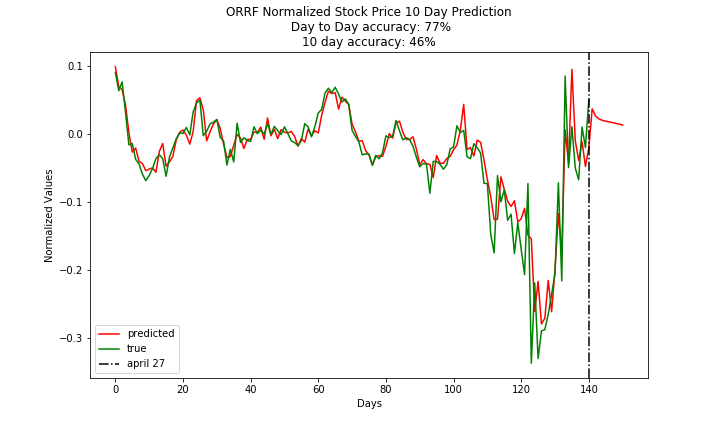 ORRF Normalized Stock Price 10 Day Prediction
Day to Day accuracy: 77%
10 day accuracy: 46%
Normalized Values
0.1
0.0
−0.1
−0.2
−0.3
predicted
true
april 27
0 20 40 60 80 100 120 140
Days